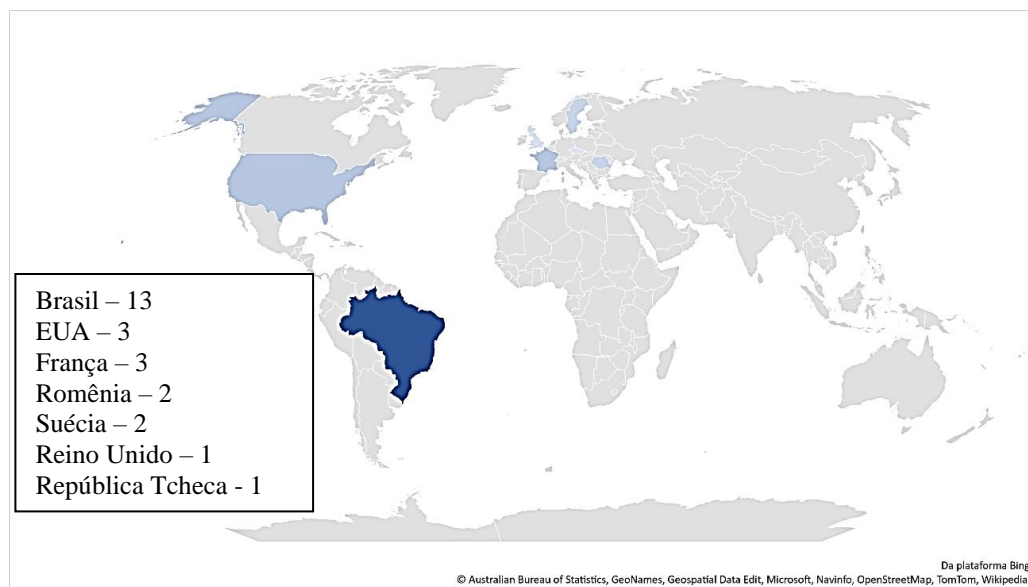 Brasil – 13
EUA – 3
França – 3
Romênia – 2
Suécia – 2
Reino Unido – 1
República Tcheca - 1
Da plataforma Bing
© Australian Bureau of Statistics, GeoNames, Geospatial Data Edit, Microsoft, Navinfo, OpenStreetMap, TomTom, Wikipedia